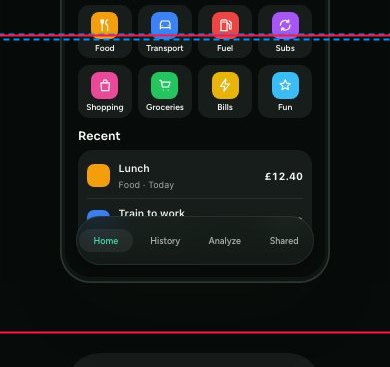 Food Transport Fuel Subs
Shopping Groceries Bills Fun
Recent
Lunch
£12.40
Food · Today
Train to work
Home History Analyze Shared